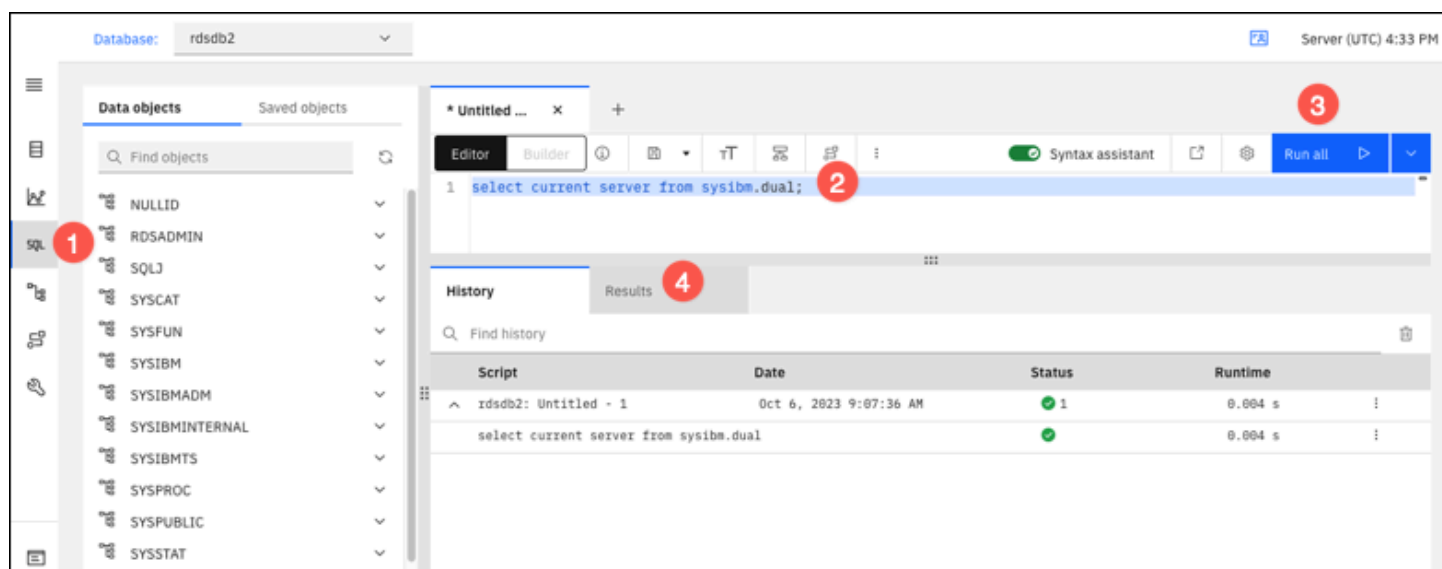 Database: rdsdb2
Server (UTC) 4:33 PM
Data objects Saved objects
Find objects
NULLID
RDSADMIN
SQLJ
SYSCAT
SYSFUN
SYSIBM
SYSIBMADM
SYSIBMINTERNAL
SYSIBMTS
SYSPROC
SYSPUBLIC
SYSSTAT
SQL 1
* Untitled ... × +
3
Editor Builder Syntax assistant Run all
1 select current server from sysibm.dual;
2
History Results 4
Find history
Script Date Status Runtime
rdsdb2: Untitled - 1 Oct 6, 2023 9:07:36 AM 1 0.004 s
select current server from sysibm.dual 0.004 s